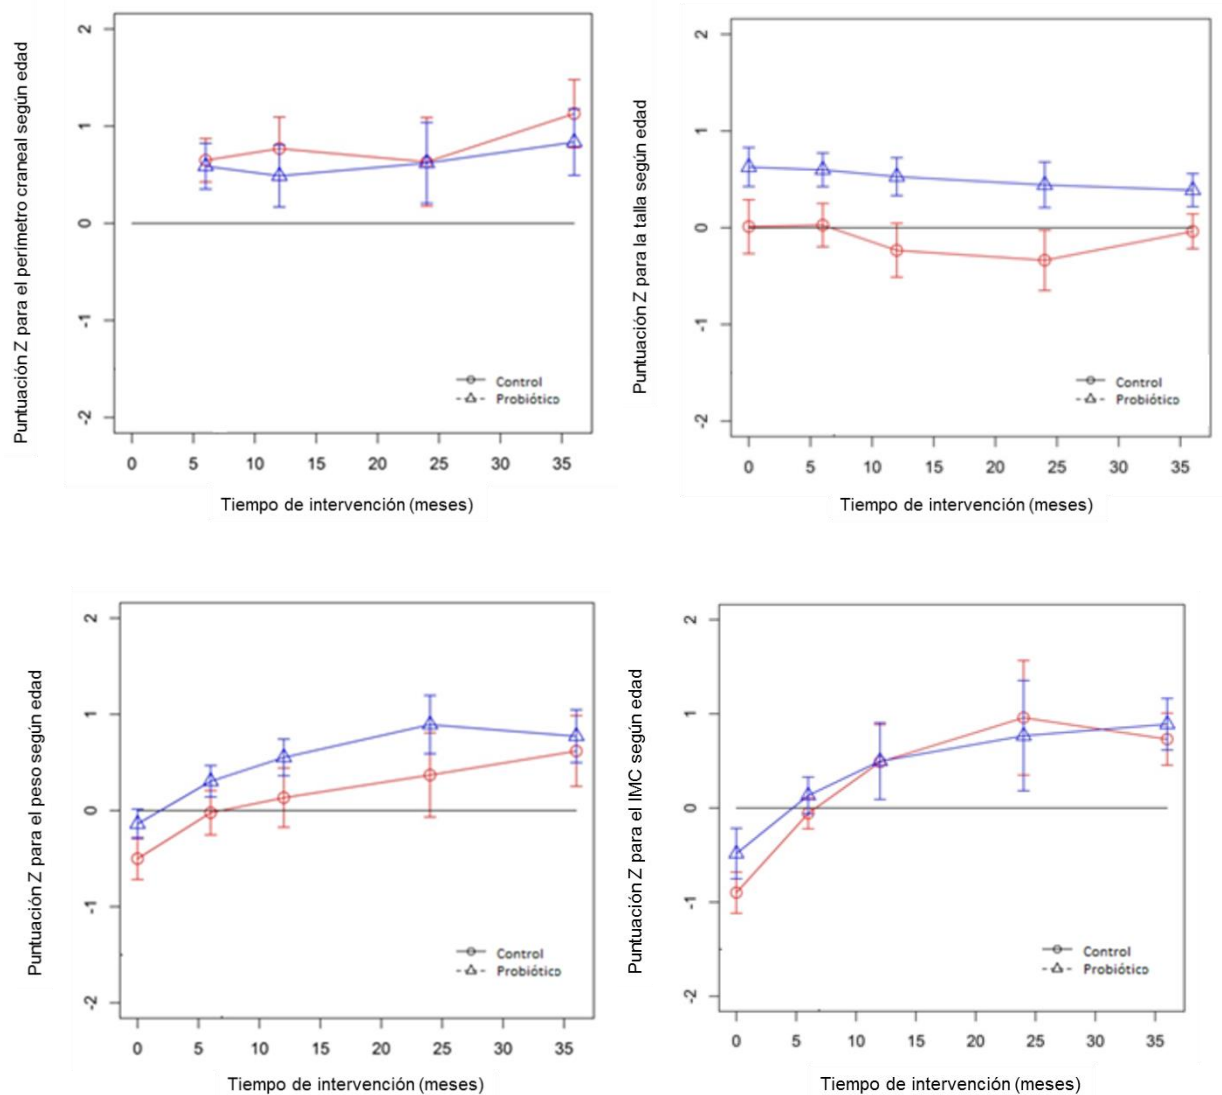 Puntuación Z para el perímetro craneal según edad
2
1
0
-1
-2
Control
Probiótico
0 5 10 15 20 25 30 35
Tiempo de intervención (meses)
Puntuación Z para la talla según edad
2
1
0
-1
-2
Control
Probiótico
0 5 10 15 20 25 30 35
Tiempo de intervención (meses)
Puntuación Z para el peso según edad
2
1
0
-1
-2
Control
Probiótico
0 5 10 15 20 25 30 35
Tiempo de intervención (meses)
Puntuación Z para el IMC según edad
2
1
0
-1
-2
Control
Probiótico
0 5 10 15 20 25 30 35
Tiempo de intervención (meses)